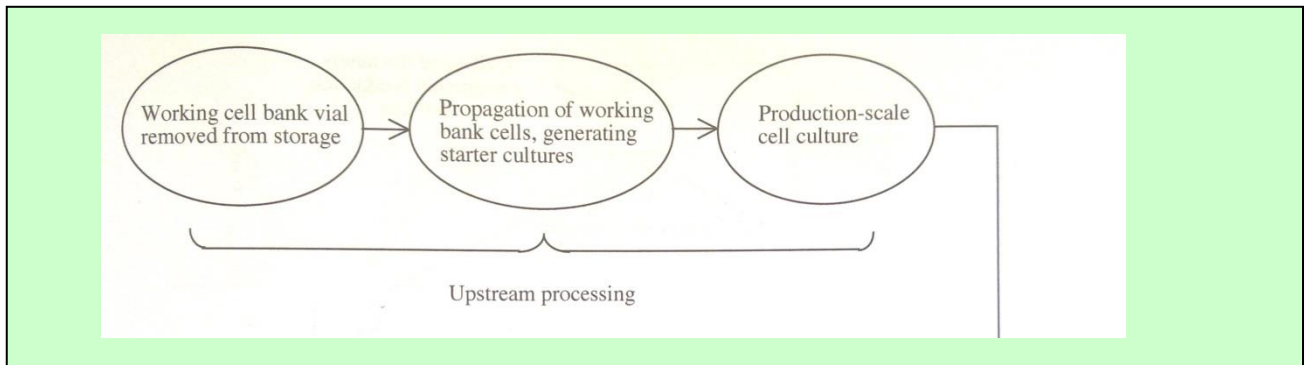 Working cell bank vial
removed from storage
Propagation of working
bank cells, generating
starter cultures
Production-scale
cell culture
Upstream processing